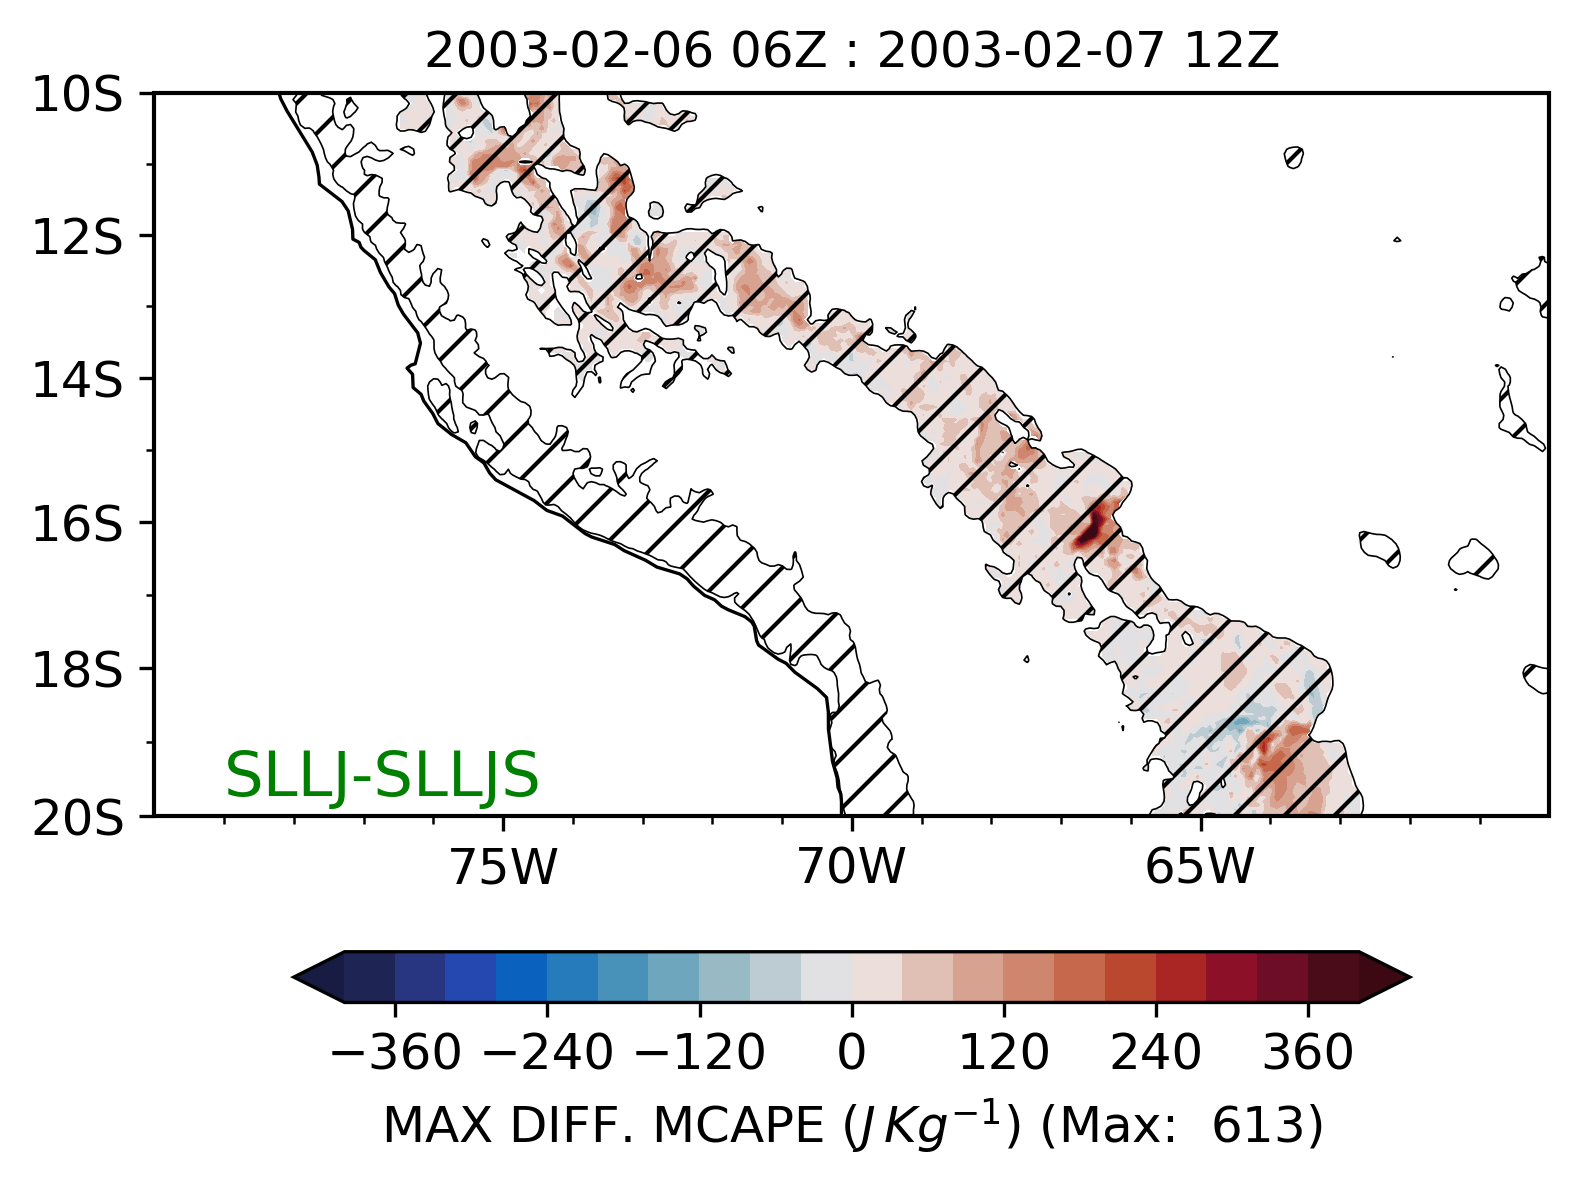 2003-02-06 06Z : 2003-02-07 12Z
10S
12S
14S
16S
18S
20S
SLLJ-SLLJS
75W 70W 65W
−360 −240 −120 0 120 240 360
MAX DIFF. MCAPE (J Kg⁻¹) (Max: 613)